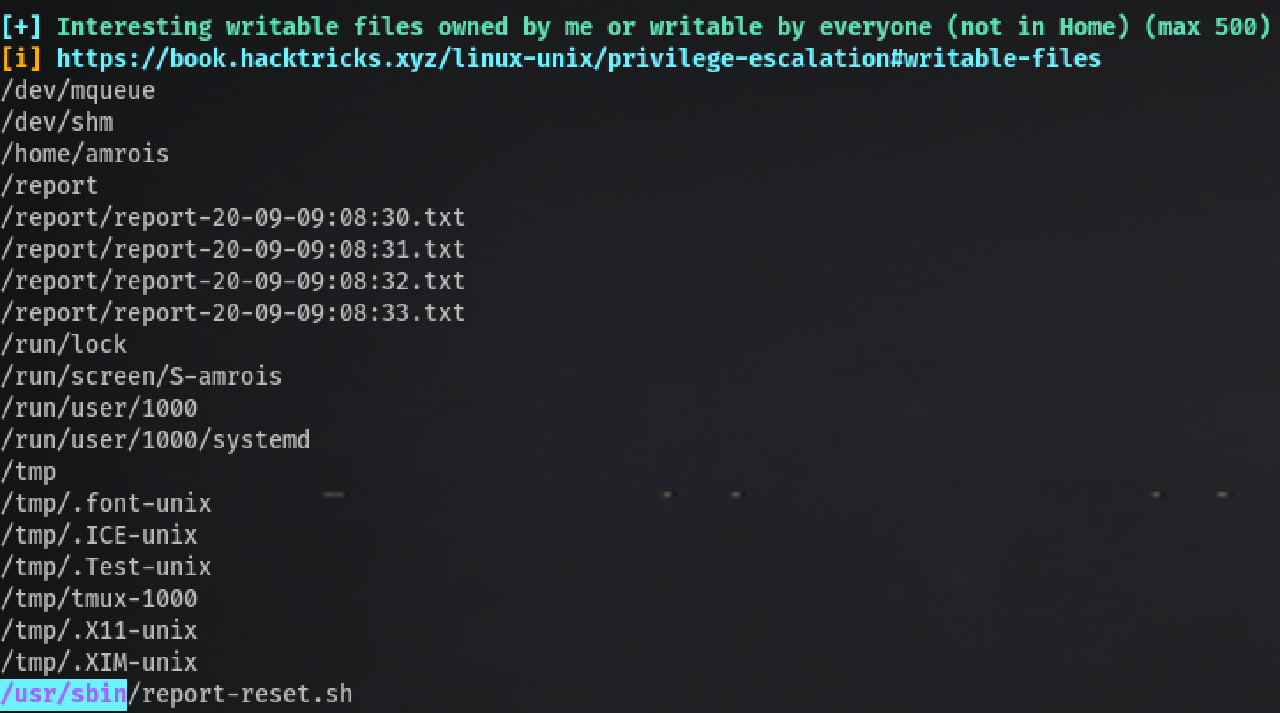 [+] Interesting writable files owned by me or writable by everyone (not in Home) (max 500)
[i] https://book.hacktricks.xyz/linux-unix/privilege-escalation#writable-files
/dev/mqueue
/dev/shm
/home/amrois
/report
/report/report-20-09-09:08:30.txt
/report/report-20-09-09:08:31.txt
/report/report-20-09-09:08:32.txt
/report/report-20-09-09:08:33.txt
/run/lock
/run/screen/S-amrois
/run/user/1000
/run/user/1000/systemd
/tmp
/tmp/.font-unix
/tmp/.ICE-unix
/tmp/.Test-unix
/tmp/tmux-1000
/tmp/.X11-unix
/tmp/.XIM-unix
/usr/sbin/report-reset.sh